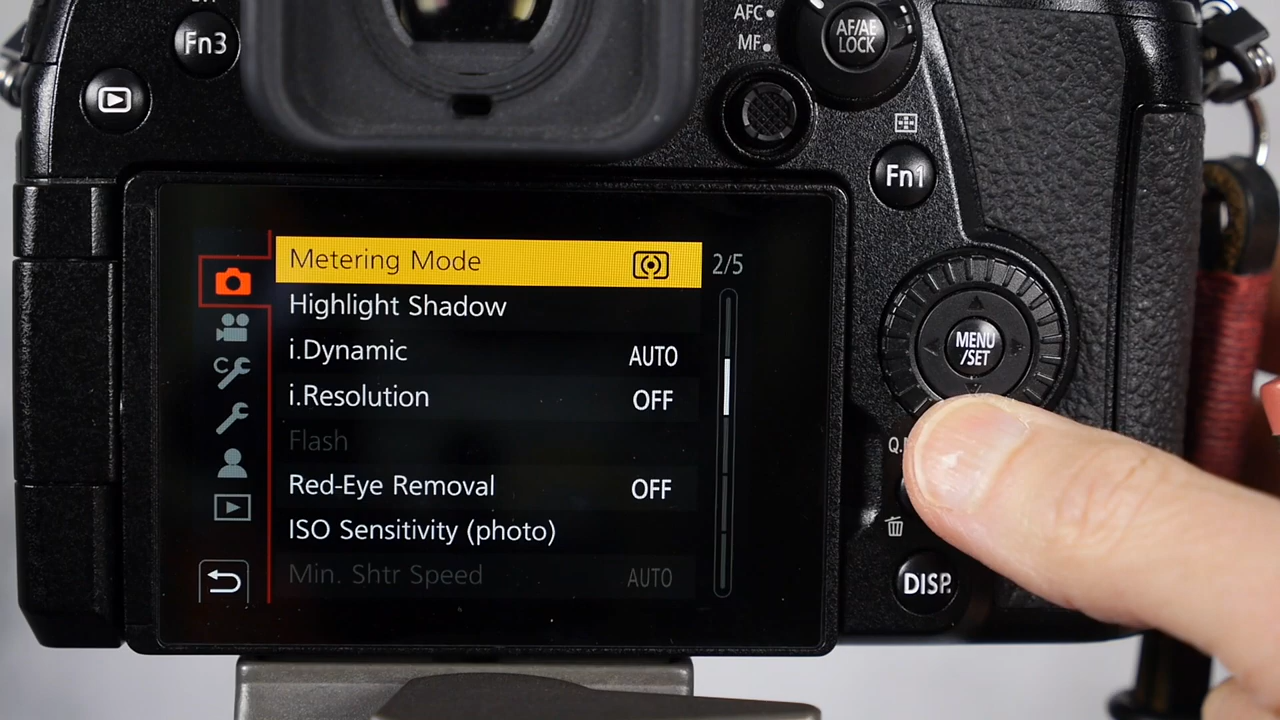 Fn3
AFC
MF
AF/AE
LOCK
Fn1
Metering Mode 2/5
Highlight Shadow
i.Dynamic AUTO
i.Resolution OFF
Flash
Red-Eye Removal OFF
ISO Sensitivity (photo)
Min. Shtr Speed AUTO
MENU
/SET
DISP.